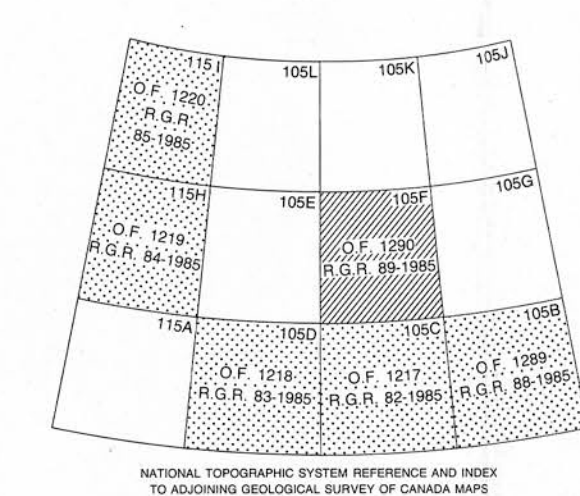 115 I
105L
105K
105J
O.F. 1220
R.G.R.
85-1985
115H
105E
105F
105G
O.F. 1219
R.G.R. 84-1985
O.F. 1290
R.G.R. 89-1985
115A
105D
105C
105B
O.F. 1218
R.G.R. 83-1985
O.F. 1217
R.G.R. 82-1985
O.F. 1289
R.G.R. 88-1985
NATIONAL TOPOGRAPHIC SYSTEM REFERENCE AND INDEX
TO ADJOINING GEOLOGICAL SURVEY OF CANADA MAPS